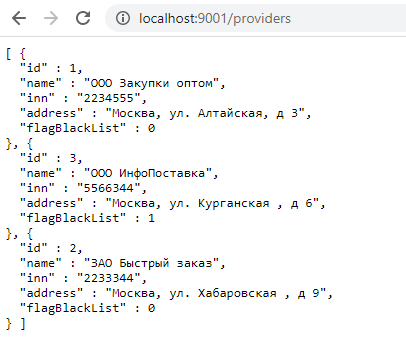 localhost:9001/providers
[ {
  "id" : 1,
  "name" : "ООО Закупки оптом",
  "inn" : "2234555",
  "address" : "Москва, ул. Алтайская, д 3",
  "flagBlackList" : 0
}, {
  "id" : 3,
  "name" : "ООО ИнфоПоставка",
  "inn" : "5566344",
  "address" : "Москва, ул. Курганская , д 6",
  "flagBlackList" : 1
}, {
  "id" : 2,
  "name" : "ЗАО Быстрый заказ",
  "inn" : "2233344",
  "address" : "Москва, ул. Хабаровская , д 9",
  "flagBlackList" : 0
} ]